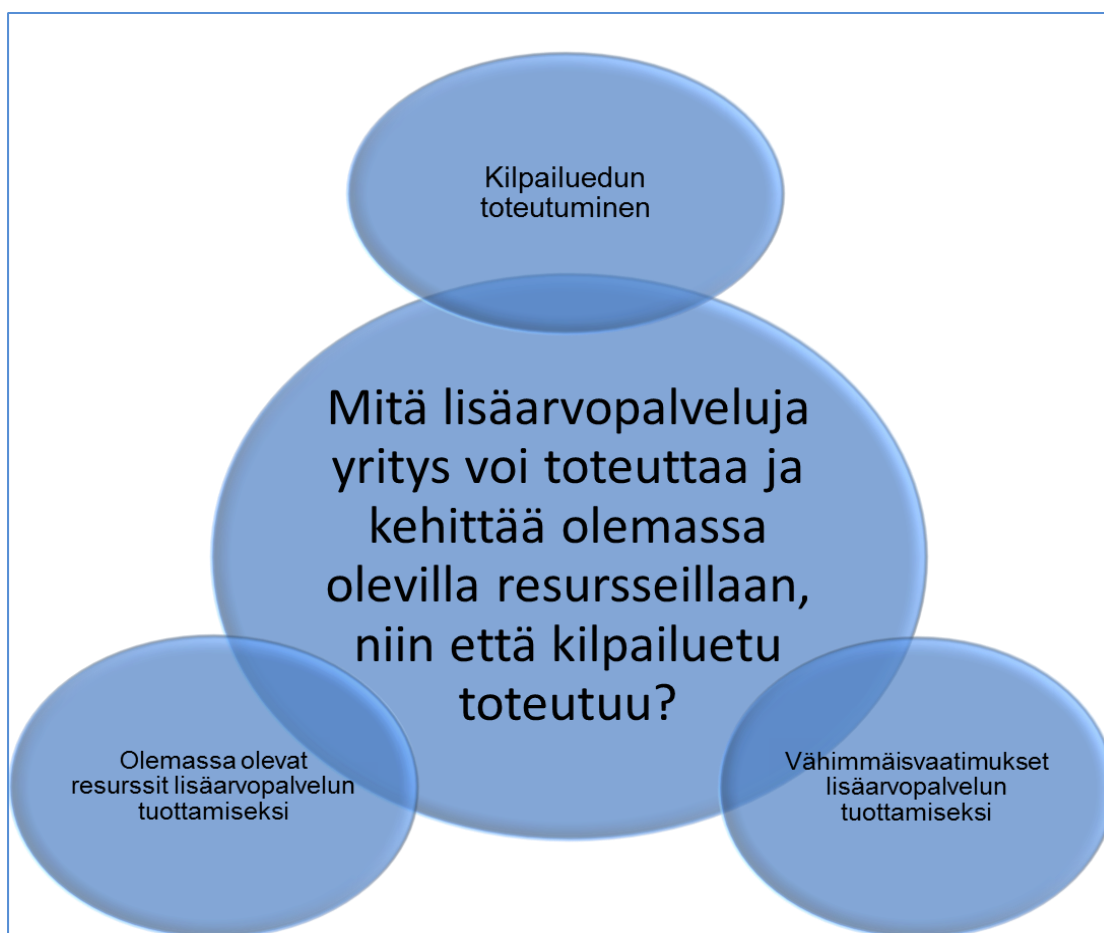 Kilpailuedun
toteutuminen
Mitä lisäarvopalveluja
yritys voi toteuttaa ja
kehittää olemassa
olevilla resursseillaan,
niin että kilpailuetu
toteutuu?
Olemassa olevat
resurssit lisäarvopalvelun
tuottamiseksi
Vähimmäisvaatimukset
lisäarvopalvelun
tuottamiseksi